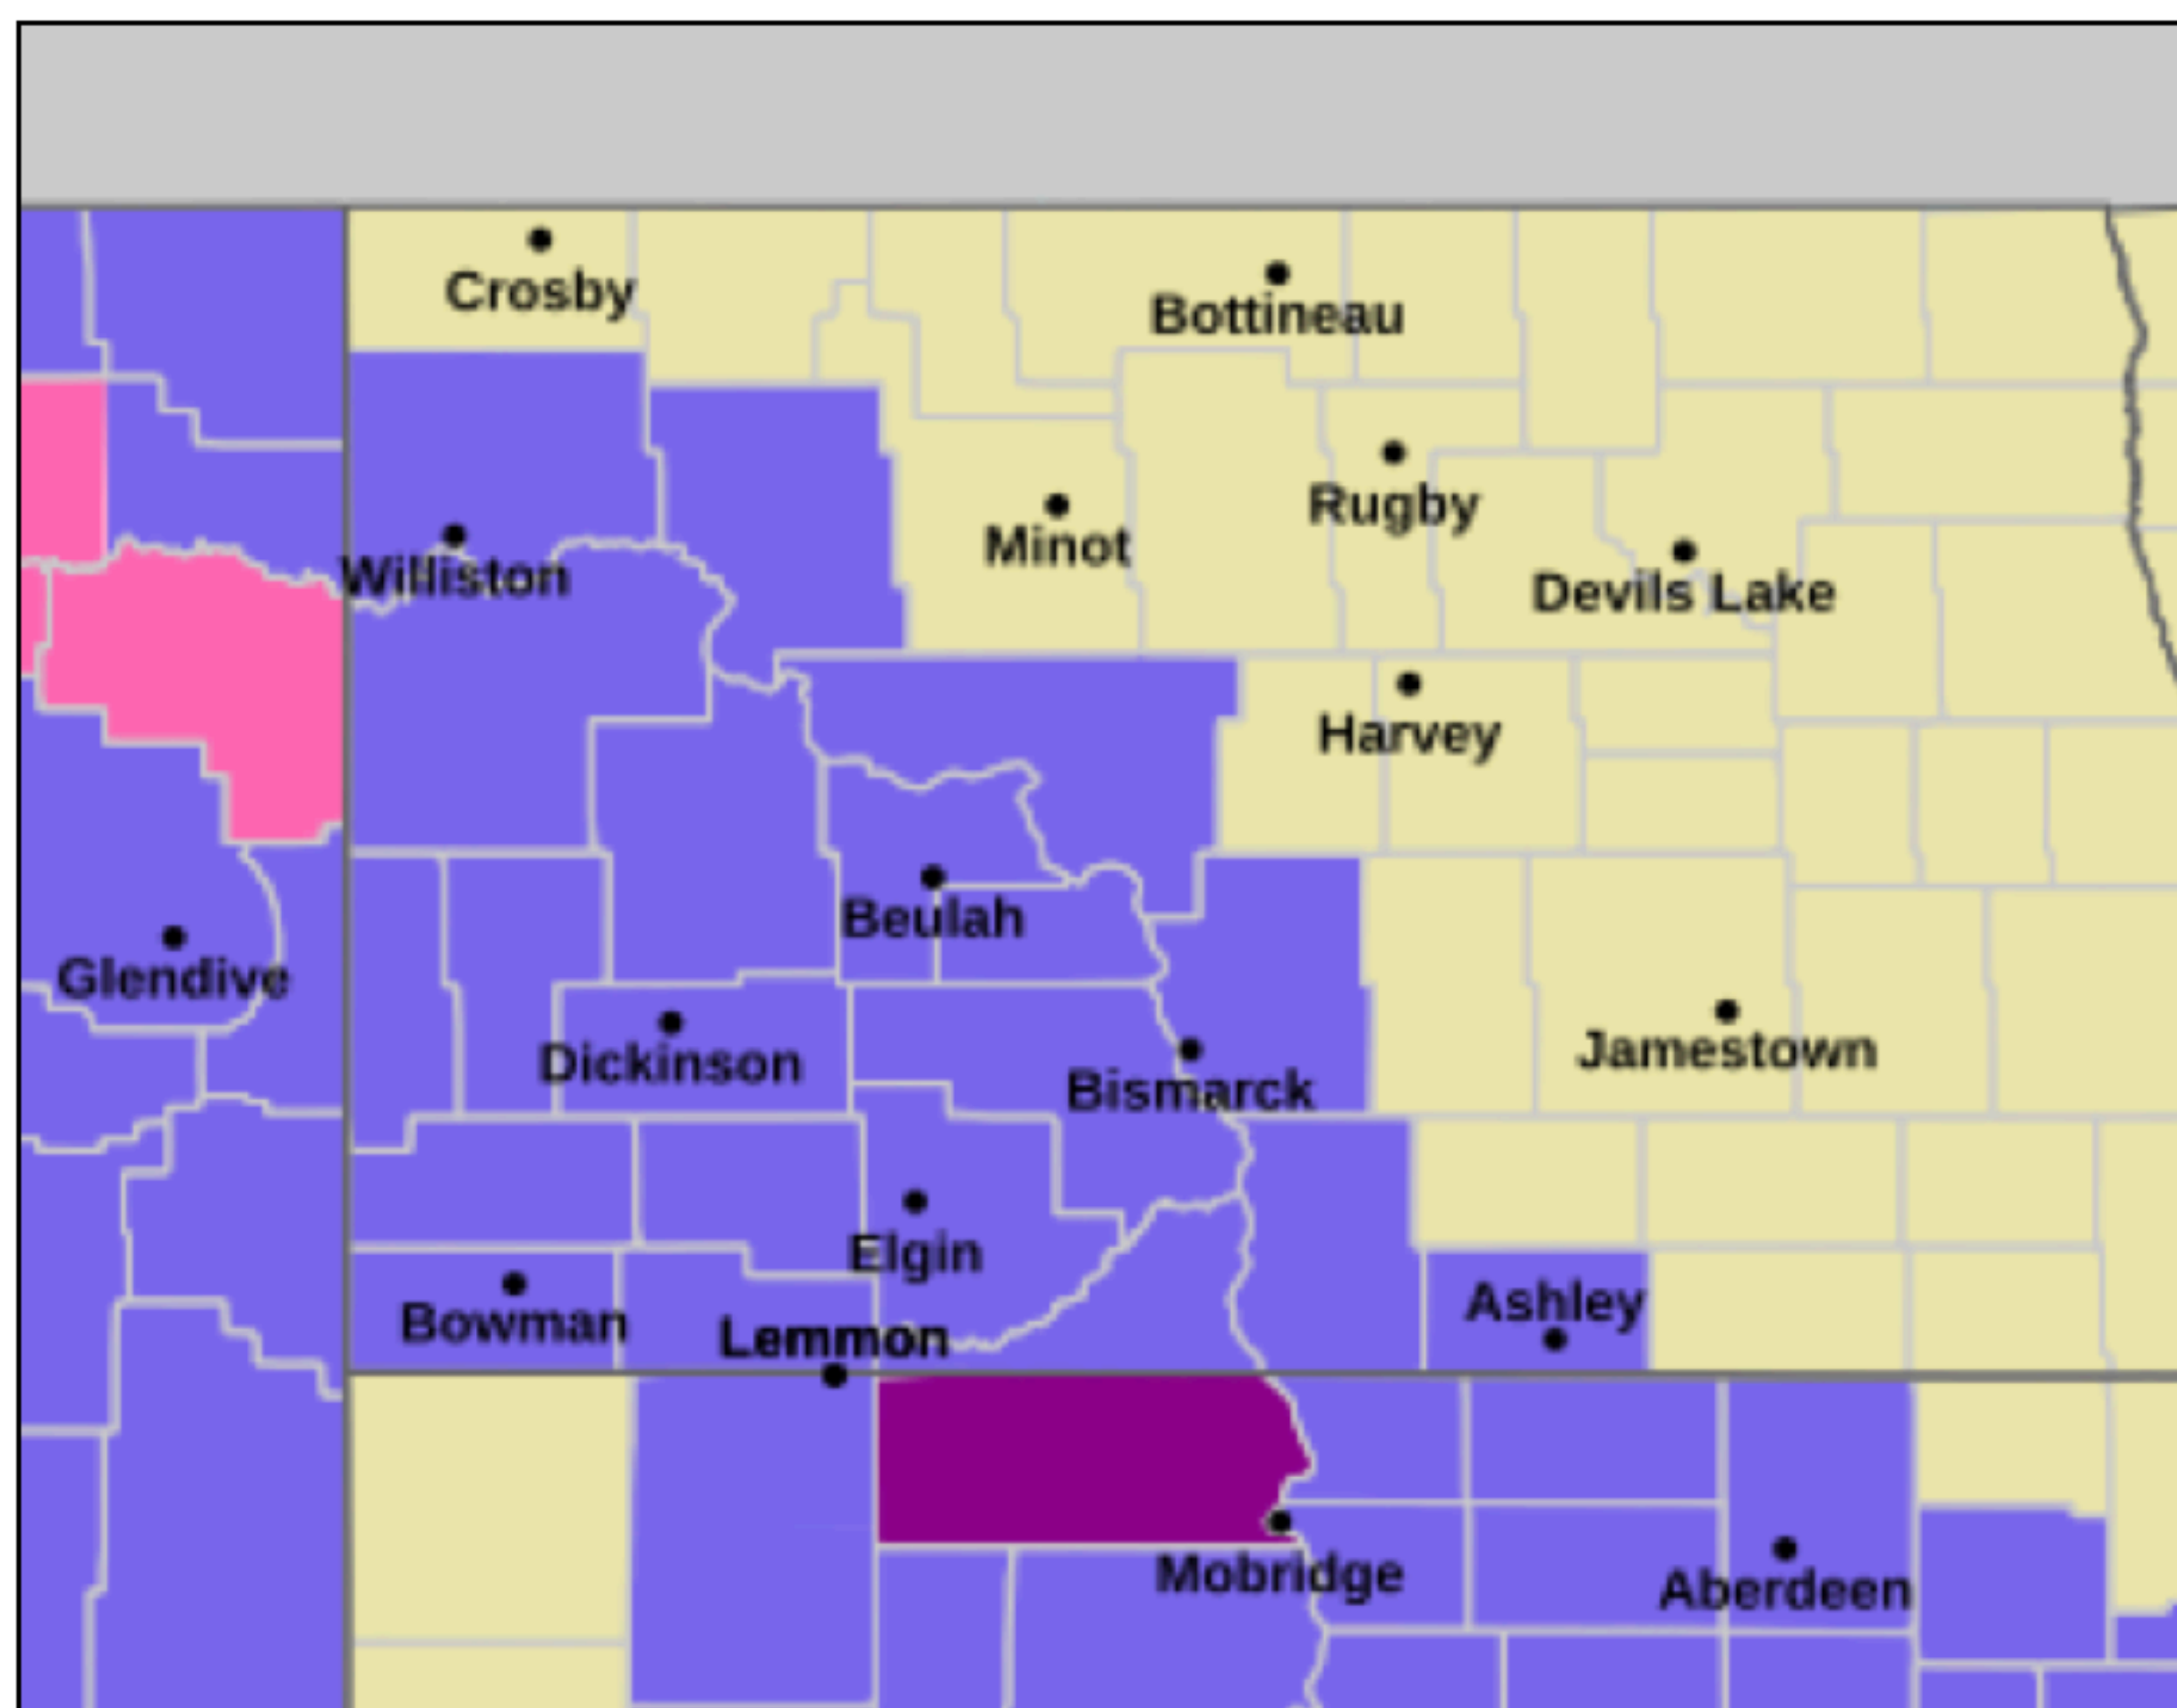 Crosby
Bottineau
Rugby
Minot
Williston
Devils Lake
Harvey
Beulah
Glendive
Dickinson
Bismarck
Jamestown
Elgin
Ashley
Bowman
Lemmon
Mobridge
Aberdeen